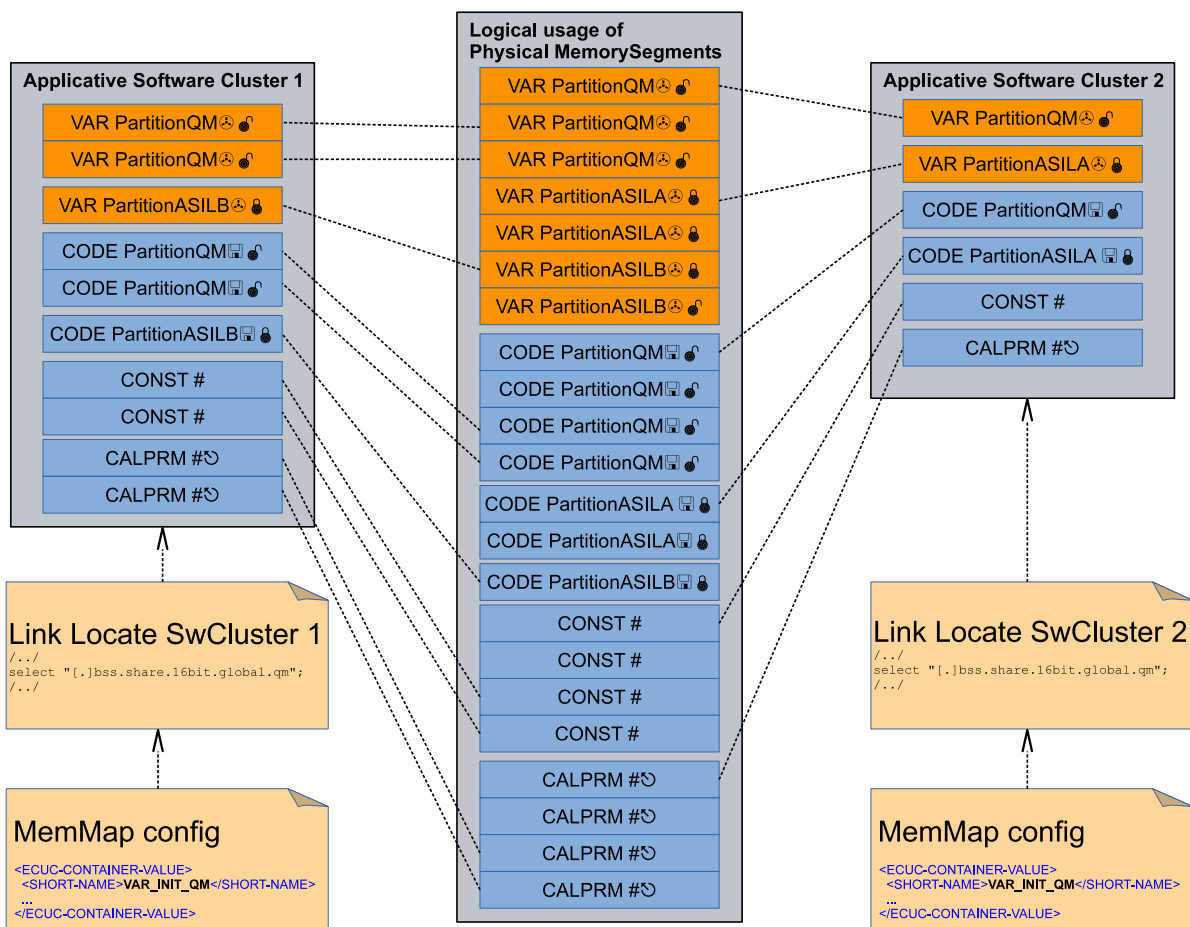 Applicative Software Cluster 1
VAR PartitionQM
VAR PartitionQM
VAR PartitionASILB
CODE PartitionQM
CODE PartitionQM
CODE PartitionASILB
CONST #
CONST #
CALPRM #
CALPRM #
Link Locate SwCluster 1
/../
select "[.]bss.share.16bit.global.qm";
/../
MemMap config
<ECUC-CONTAINER-VALUE>
<SHORT-NAME>VAR_INIT_QM</SHORT-NAME>
...
</ECUC-CONTAINER-VALUE>
Logical usage of
Physical MemorySegments
VAR PartitionQM
VAR PartitionQM
VAR PartitionQM
VAR PartitionASILA
VAR PartitionASILA
VAR PartitionASILB
VAR PartitionASILB
CODE PartitionQM
CODE PartitionQM
CODE PartitionQM
CODE PartitionQM
CODE PartitionASILA
CODE PartitionASILA
CODE PartitionASILB
CONST #
CONST #
CONST #
CONST #
CALPRM #
CALPRM #
CALPRM #
CALPRM #
Applicative Software Cluster 2
VAR PartitionQM
VAR PartitionASILA
CODE PartitionQM
CODE PartitionASILA
CONST #
CALPRM #
Link Locate SwCluster 2
/../
select "[.]bss.share.16bit.global.qm";
/../
MemMap config
<ECUC-CONTAINER-VALUE>
<SHORT-NAME>VAR_INIT_QM</SHORT-NAME>
...
</ECUC-CONTAINER-VALUE>